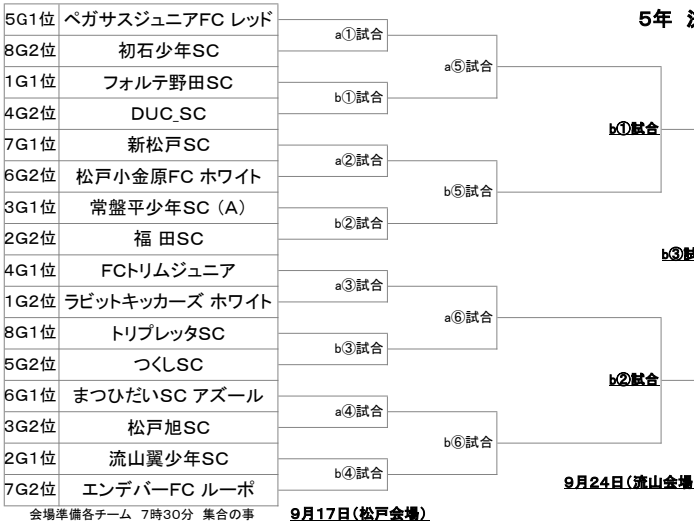 5年 決
5G1位 ペガサスジュニアFC レッド
8G2位 初石少年SC
1G1位 フォルテ野田SC
4G2位 DUC_SC
7G1位 新松戸SC
6G2位 松戸小金原FC ホワイト
3G1位 常盤平少年SC (A)
2G2位 福 田SC
4G1位 FCトリムジュニア
1G2位 ラビットキッカーズ ホワイト
8G1位 トリプレッタSC
5G2位 つくしSC
6G1位 まつひだいSC アズール
3G2位 松戸旭SC
2G1位 流山翼少年SC
7G2位 エンデバーFC ルーポ
a①試合
b①試合
a②試合
b②試合
a③試合
b③試合
a④試合
b④試合
a⑤試合
b⑤試合
a⑥試合
b⑥試合
b①試合
b②試合
b③試
9月24日(流山会場
会場準備各チーム 7時30分 集合の事 9月17日(松戸会場)